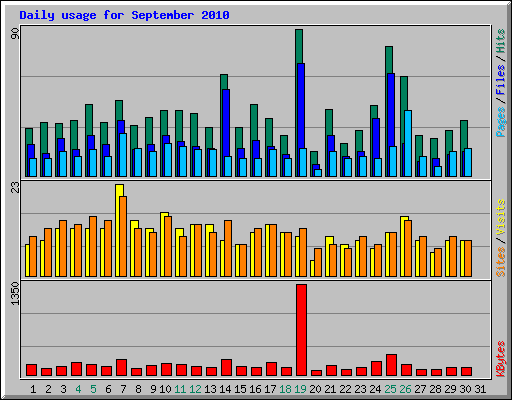 Daily usage for September 2010
90
Pages / Files / Hits
23
Sites / Visits
1350
KBytes
1 2 3 4 5 6 7 8 9 10 11 12 13 14 15 16 17 18 19 20 21 22 23 24 25 26 27 28 29 30 31